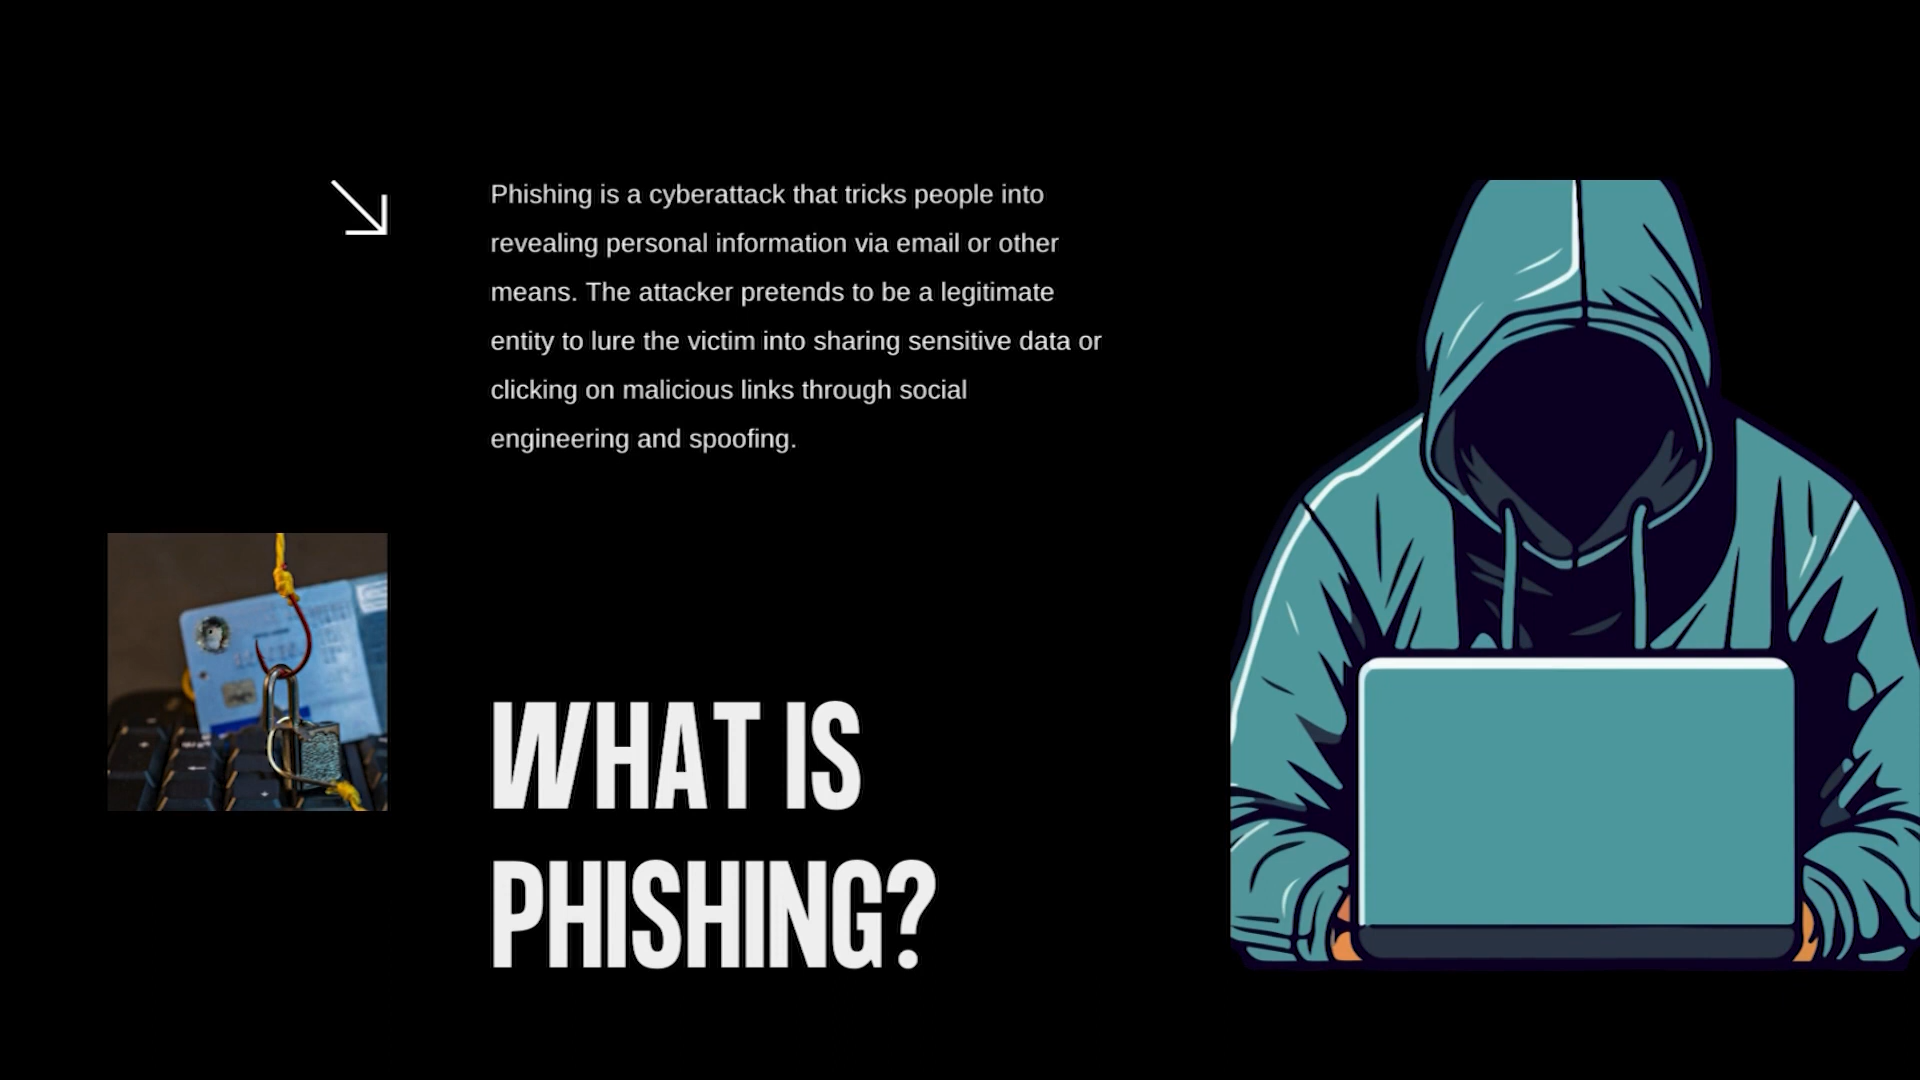 Phishing is a cyberattack that tricks people into
revealing personal information via email or other
means. The attacker pretends to be a legitimate
entity to lure the victim into sharing sensitive data or
clicking on malicious links through social
engineering and spoofing.
WHAT IS
PHISHING?